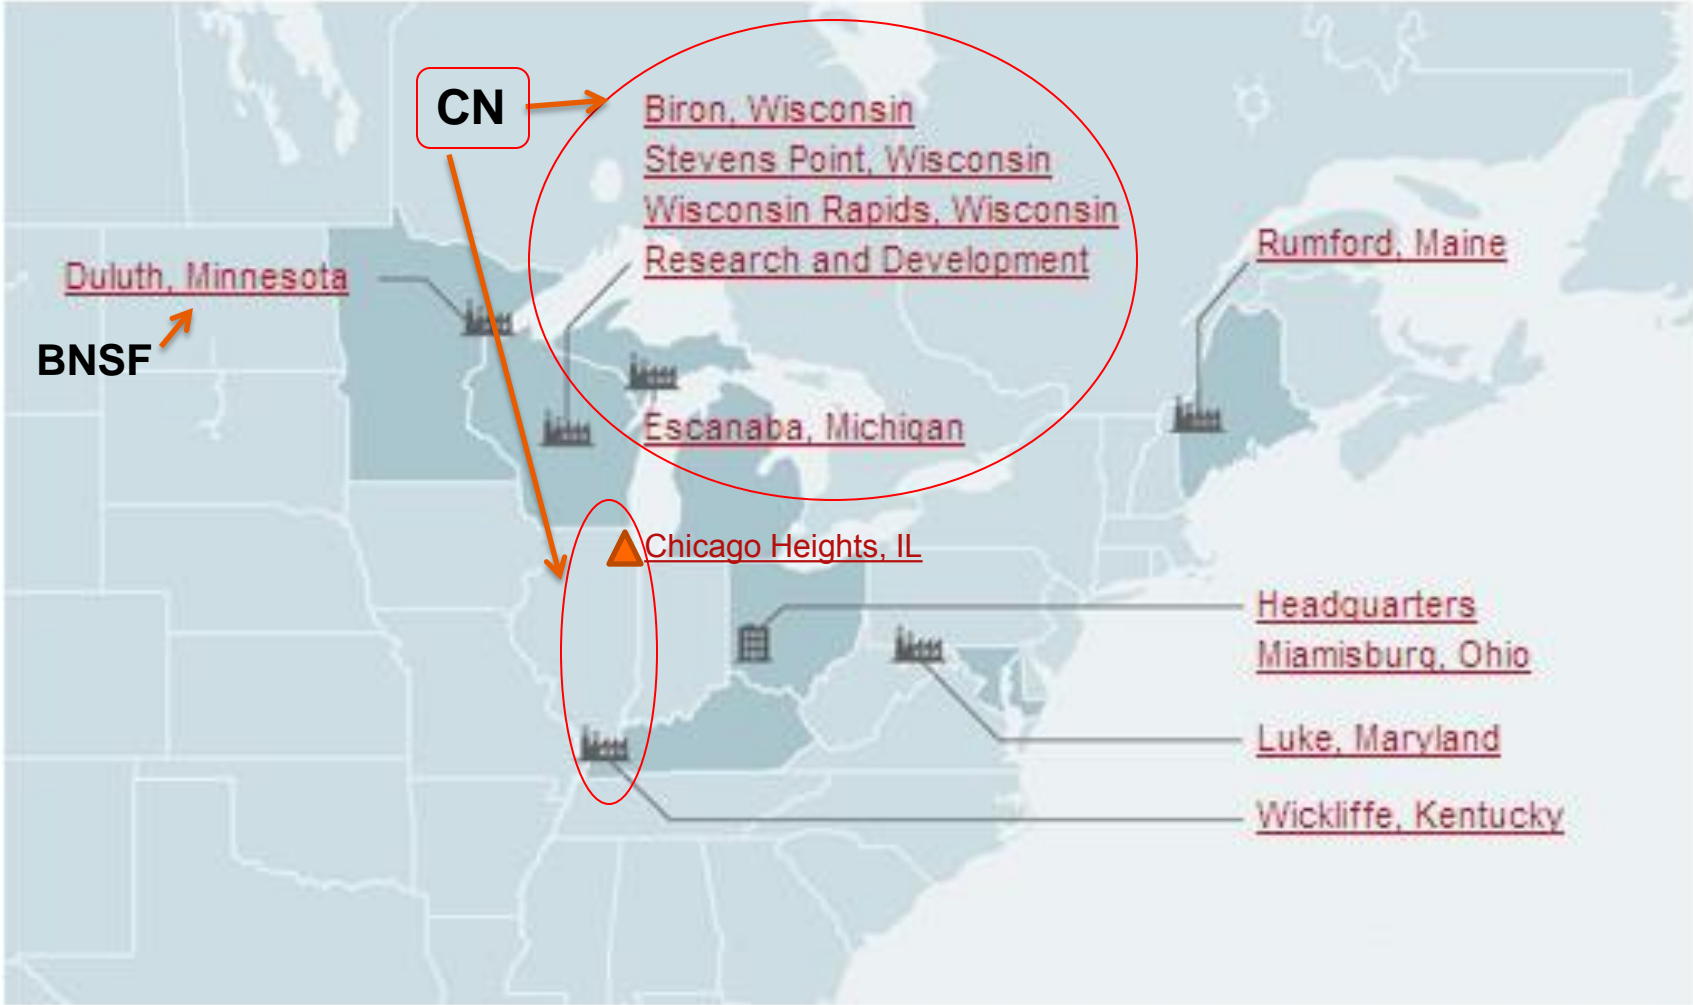 CN
Biron, Wisconsin
Stevens Point, Wisconsin
Wisconsin Rapids, Wisconsin
Research and Development
Rumford, Maine
Duluth, Minnesota
BNSF
Escanaba, Michigan
Chicago Heights, IL
Headquarters
Miamisburg, Ohio
Luke, Maryland
Wickliffe, Kentucky